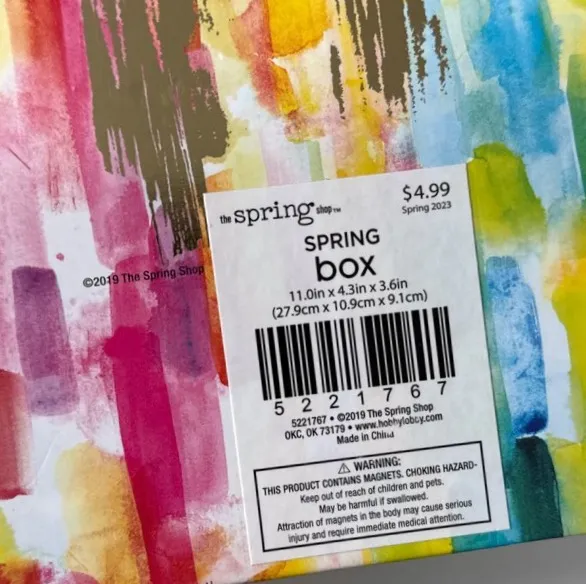 the spring shop™
$4.99
Spring 2023
SPRING
box
11.0in x 4.3in x 3.6in
(27.9cm x 10.9cm x 9.1cm)
©2019 The Spring Shop
5 2 2 1 7 6 7
5221767 • ©2019 The Spring Shop
OKC, OK 73179 • www.hobbylobby.com
Made in China
⚠ WARNING:
THIS PRODUCT CONTAINS MAGNETS. CHOKING HAZARD-
Keep out of reach of children and pets.
May be harmful if swallowed.
Attraction of magnets in the body may cause serious
injury and require immediate medical attention.